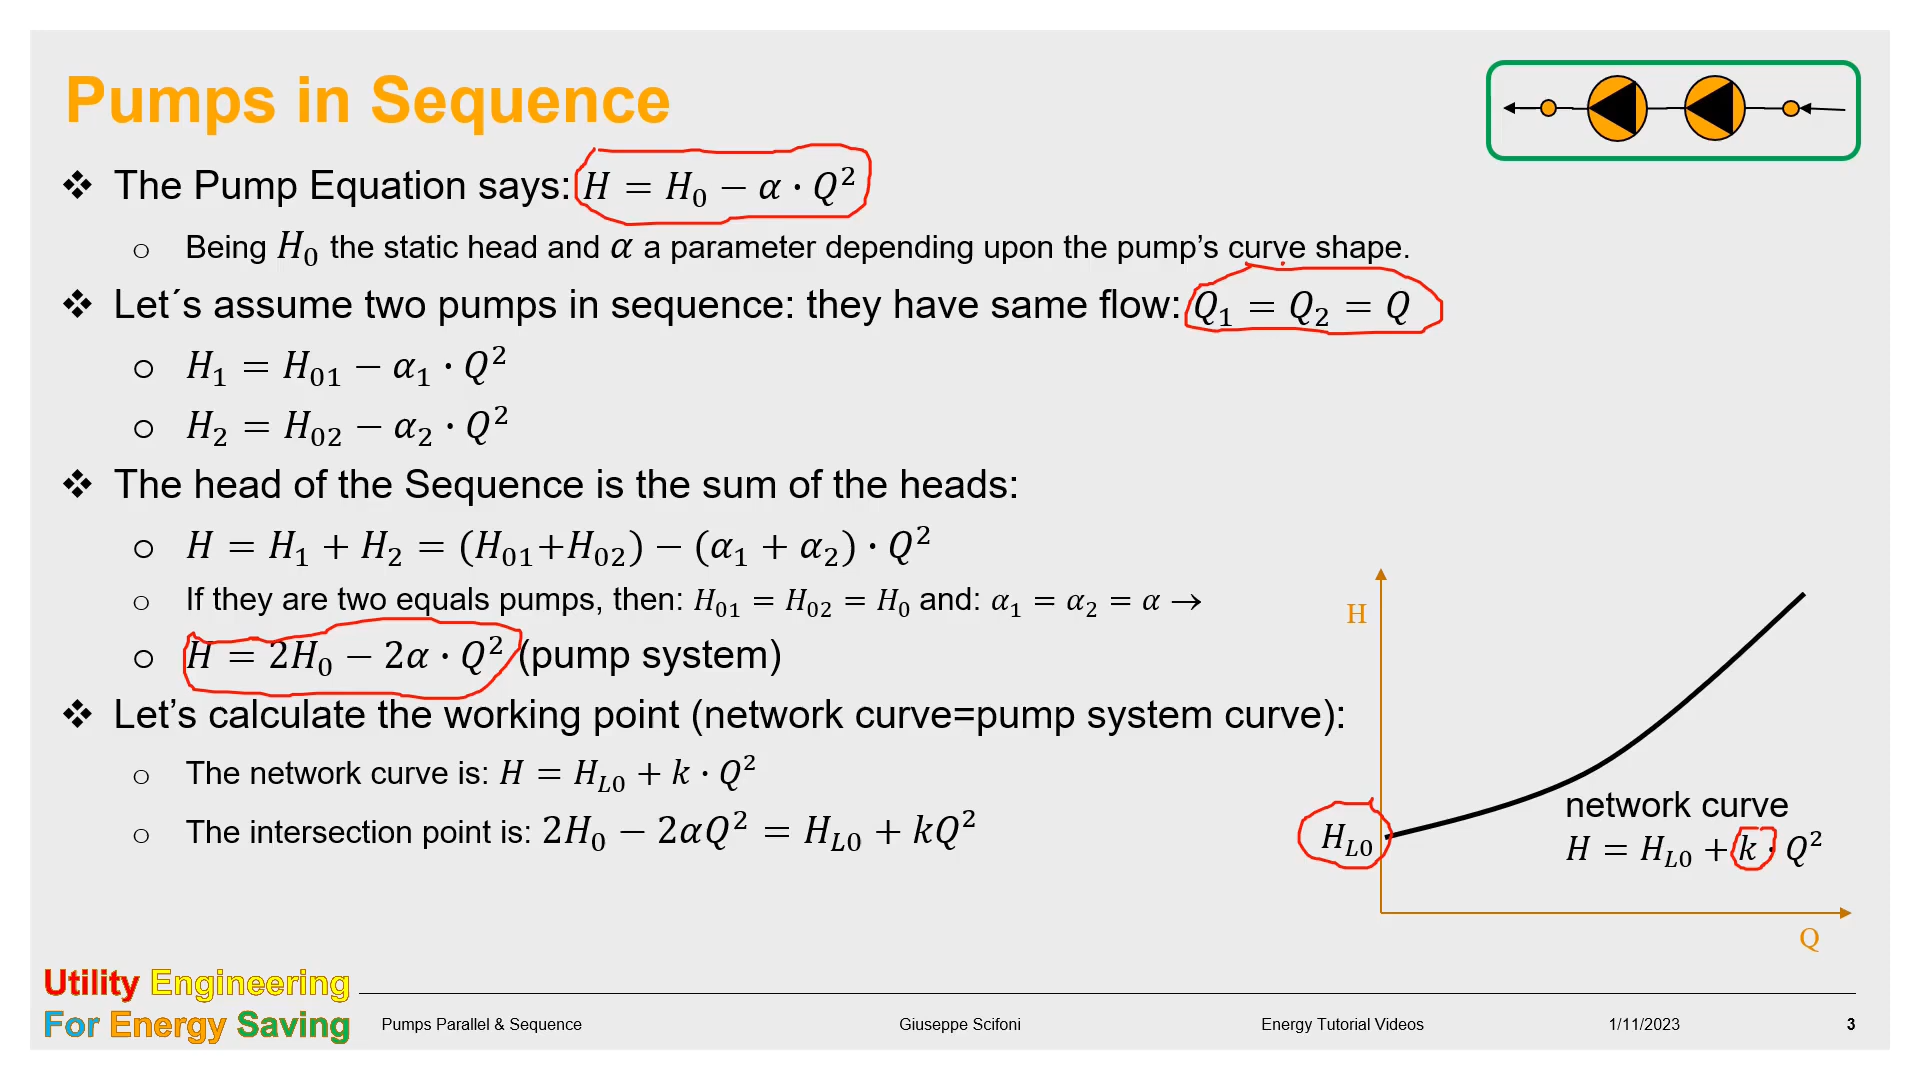 Pumps in Sequence
❖ The Pump Equation says: H = H₀ − α · Q²
o Being H₀ the static head and α a parameter depending upon the pump’s curve shape.
❖ Let´s assume two pumps in sequence: they have same flow: Q₁ = Q₂ = Q
o H₁ = H₀₁ − α₁ · Q²
o H₂ = H₀₂ − α₂ · Q²
❖ The head of the Sequence is the sum of the heads:
o H = H₁ + H₂ = (H₀₁+H₀₂) − (α₁ + α₂) · Q²
o If they are two equals pumps, then: H₀₁ = H₀₂ = H₀ and: α₁ = α₂ = α →
o H = 2H₀ − 2α · Q² (pump system)
❖ Let’s calculate the working point (network curve=pump system curve):
o The network curve is: H = H_L0 + k · Q²
o The intersection point is: 2H₀ − 2αQ² = H_L0 + kQ²
H
H_L0
network curve
H = H_L0 + k · Q²
Q
Utility Engineering
For Energy Saving
Pumps Parallel & Sequence
Giuseppe Scifoni
Energy Tutorial Videos
1/11/2023
3